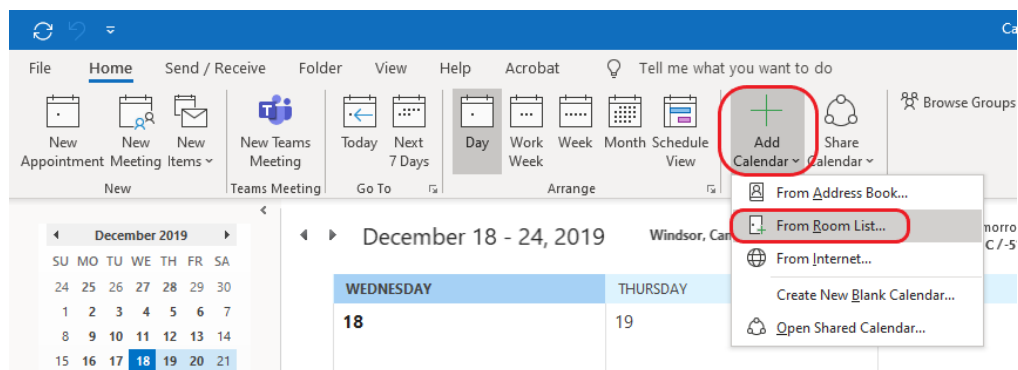 Ca
File Home Send / Receive Folder View Help Acrobat Tell me what you want to do
New Appointment
New Meeting
New Items
New Teams Meeting
Today
Next 7 Days
Day
Work Week
Week
Month
Schedule View
Add Calendar
Share Calendar
Browse Groups
New Teams Meeting Go To Arrange
From Address Book...
From Room List...
From Internet...
Create New Blank Calendar...
Open Shared Calendar...
December 2019
SU MO TU WE TH FR SA
24 25 26 27 28 29 30
1 2 3 4 5 6 7
8 9 10 11 12 13 14
15 16 17 18 19 20 21
December 18 - 24, 2019 Windsor, Can
morro
C / -5°
WEDNESDAY THURSDAY
18 19